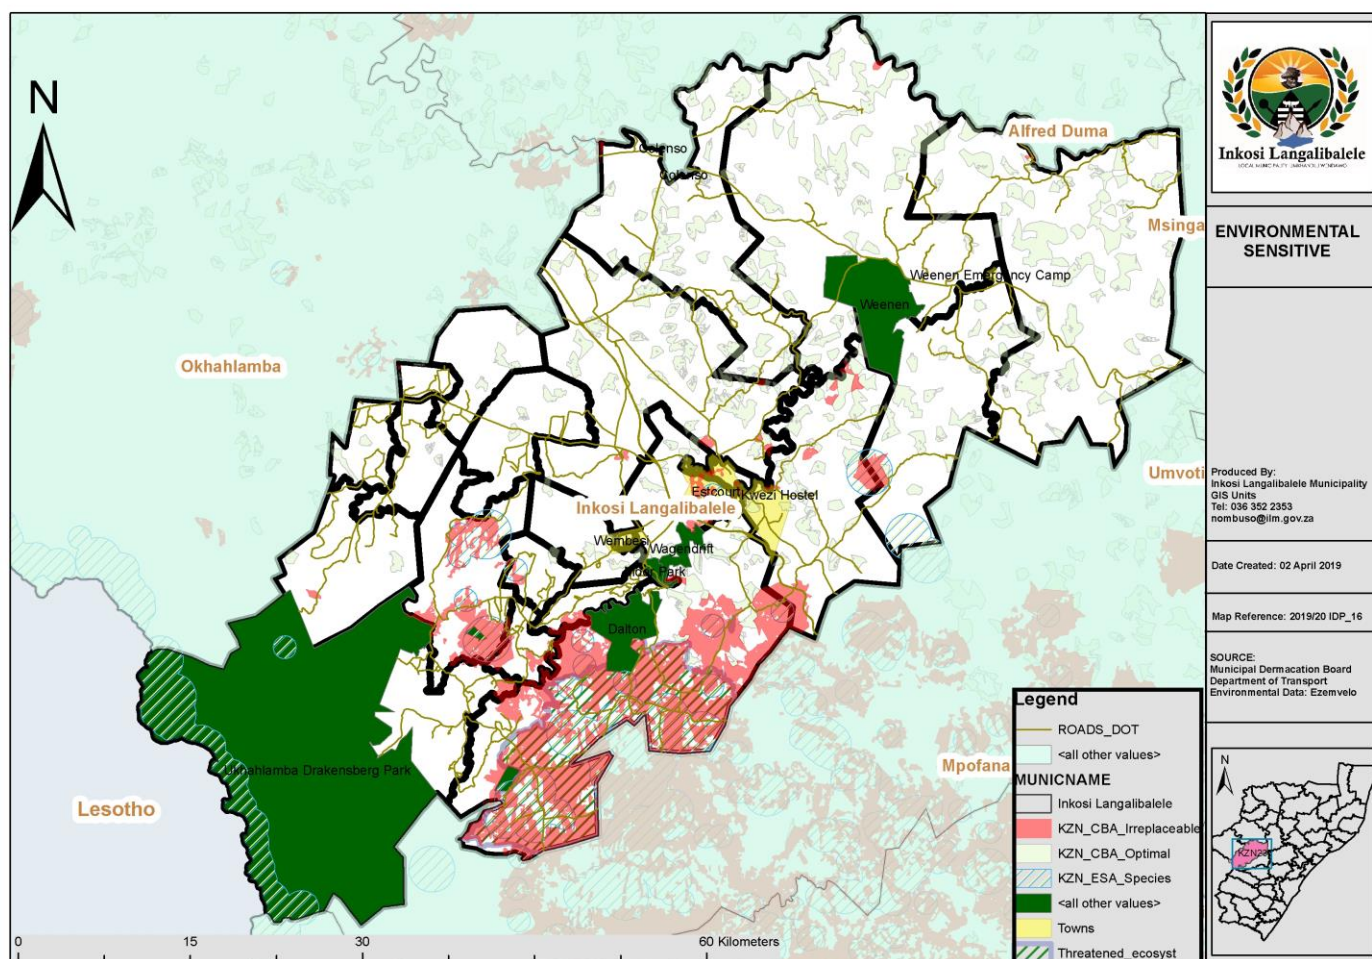 N
Alfred Duma
Colenso
Colenso
Msinga
Weenen Emergency Camp
Weenen
Okhahlamba
Umvoti
Estcourt
Kwezi Hostel
Inkosi Langalibalele
Wembesi
Wagendrift
Moor Park
Dalton
Ukhahlamba Drakensberg Park
Mpofana
Lesotho
0 15 30 60 Kilometers
Legend
ROADS_DOT
<all other values>
MUNICNAME
Inkosi Langalibalele
KZN_CBA_Irreplaceable
KZN_CBA_Optimal
KZN_ESA_Species
<all other values>
Towns
Threatened_ecosyst
Inkosi Langalibalele
ENVIRONMENTAL
SENSITIVE
Produced By:
Inkosi Langalibalele Municipality
GIS Units
Tel: 036 352 2353
nombuso@ilm.gov.za
Date Created: 02 April 2019
Map Reference: 2019/20 IDP_16
SOURCE:
Municipal Dermacation Board
Department of Transport
Environmental Data: Ezemvelo
N